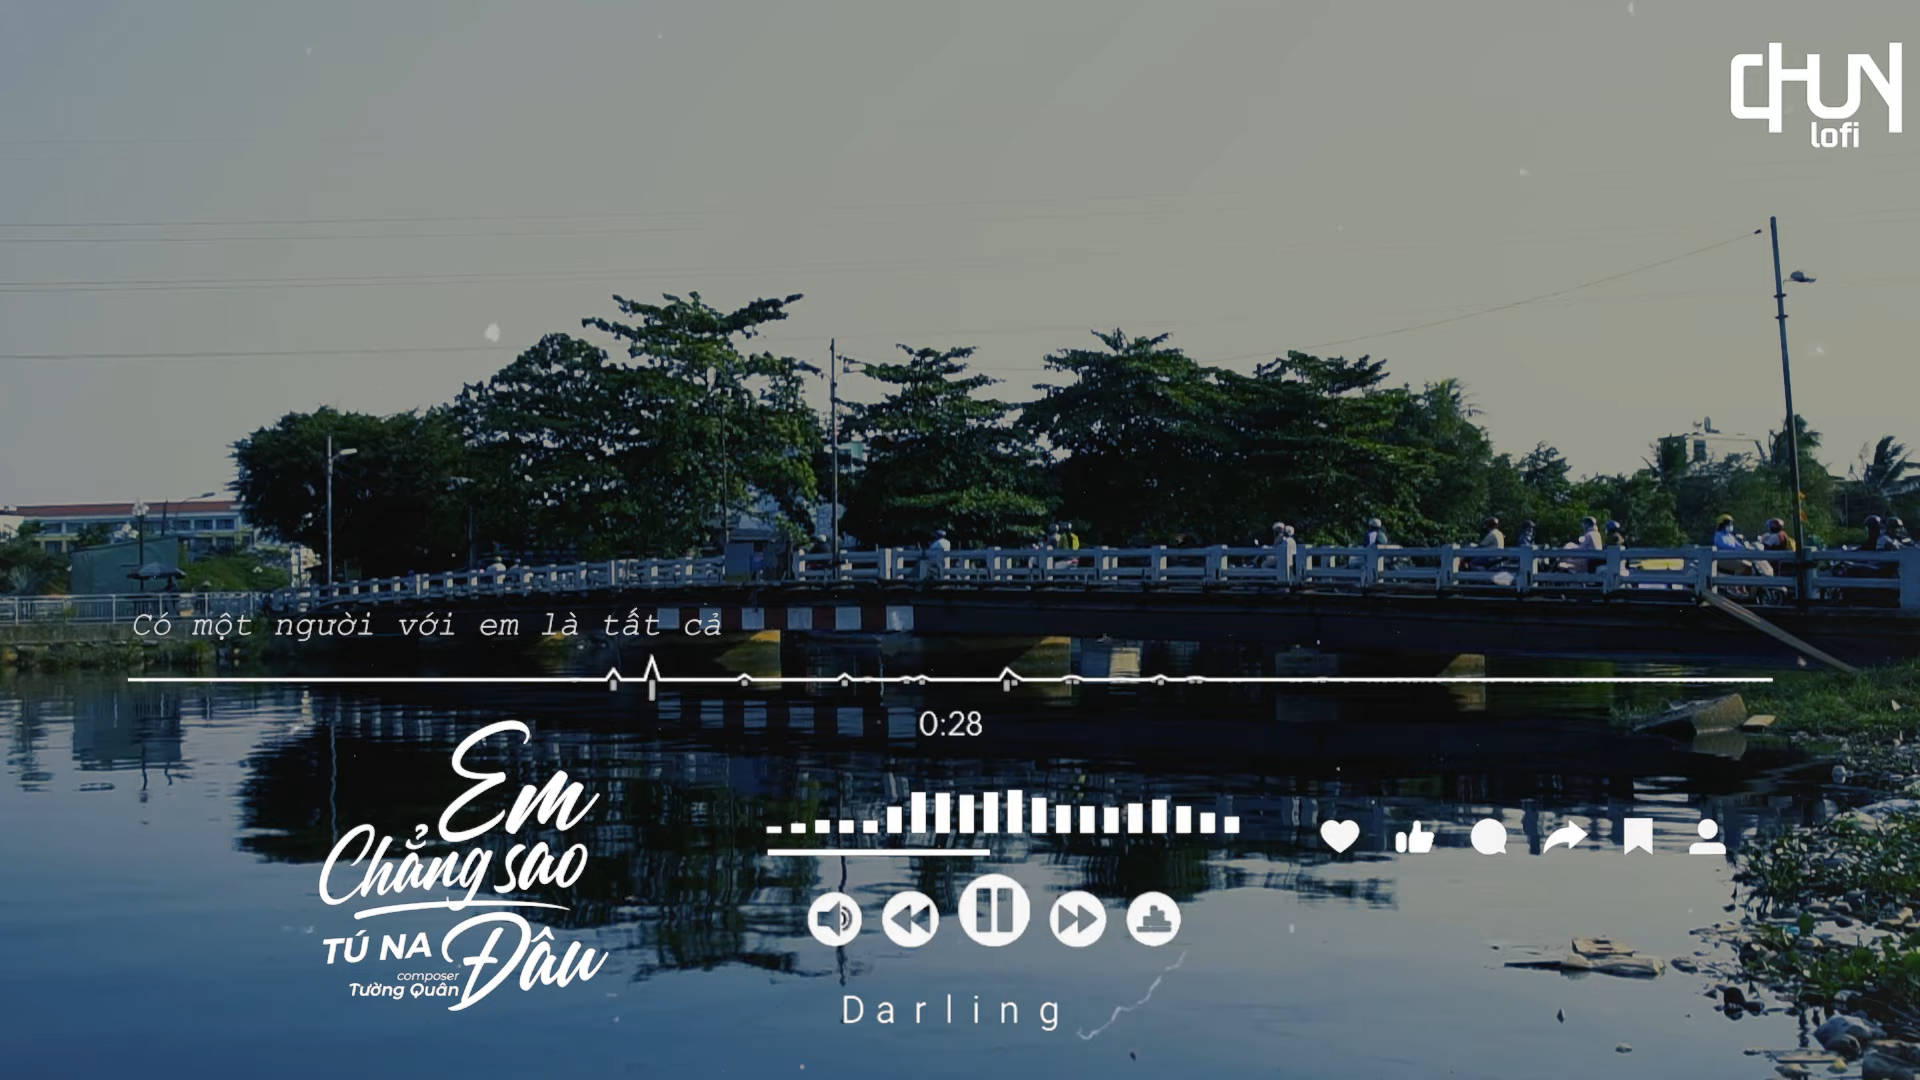 CHUN
lofi
Có một người với em là tất cả
0:28
Em
Chẳng sao
Đâu
TÚ NA
composer
Tường Quân
Darling